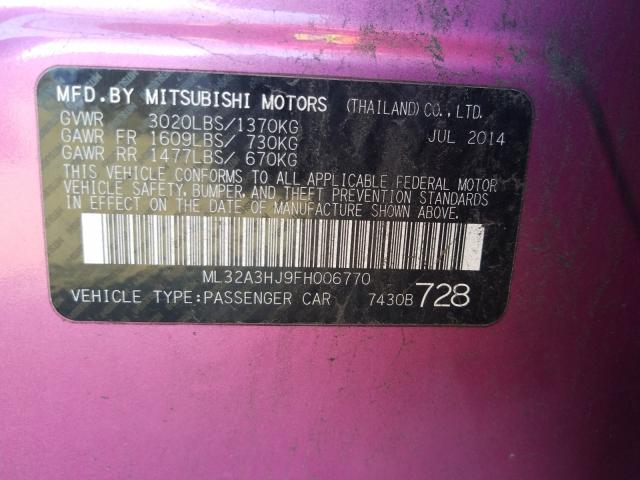 MFD.BY MITSUBISHI MOTORS (THAILAND)CO.,LTD.
GVWR 3020LBS/1370KG JUL 2014
GAWR FR 1609LBS/ 730KG
GAWR RR 1477LBS/ 670KG
THIS VEHICLE CONFORMS TO ALL APPLICABLE FEDERAL MOTOR
VEHICLE SAFETY, BUMPER, AND THEFT PREVENTION STANDARDS
IN EFFECT ON THE DATE OF MANUFACTURE SHOWN ABOVE.
ML32A3HJ9FH006770
VEHICLE TYPE:PASSENGER CAR 7430B 728